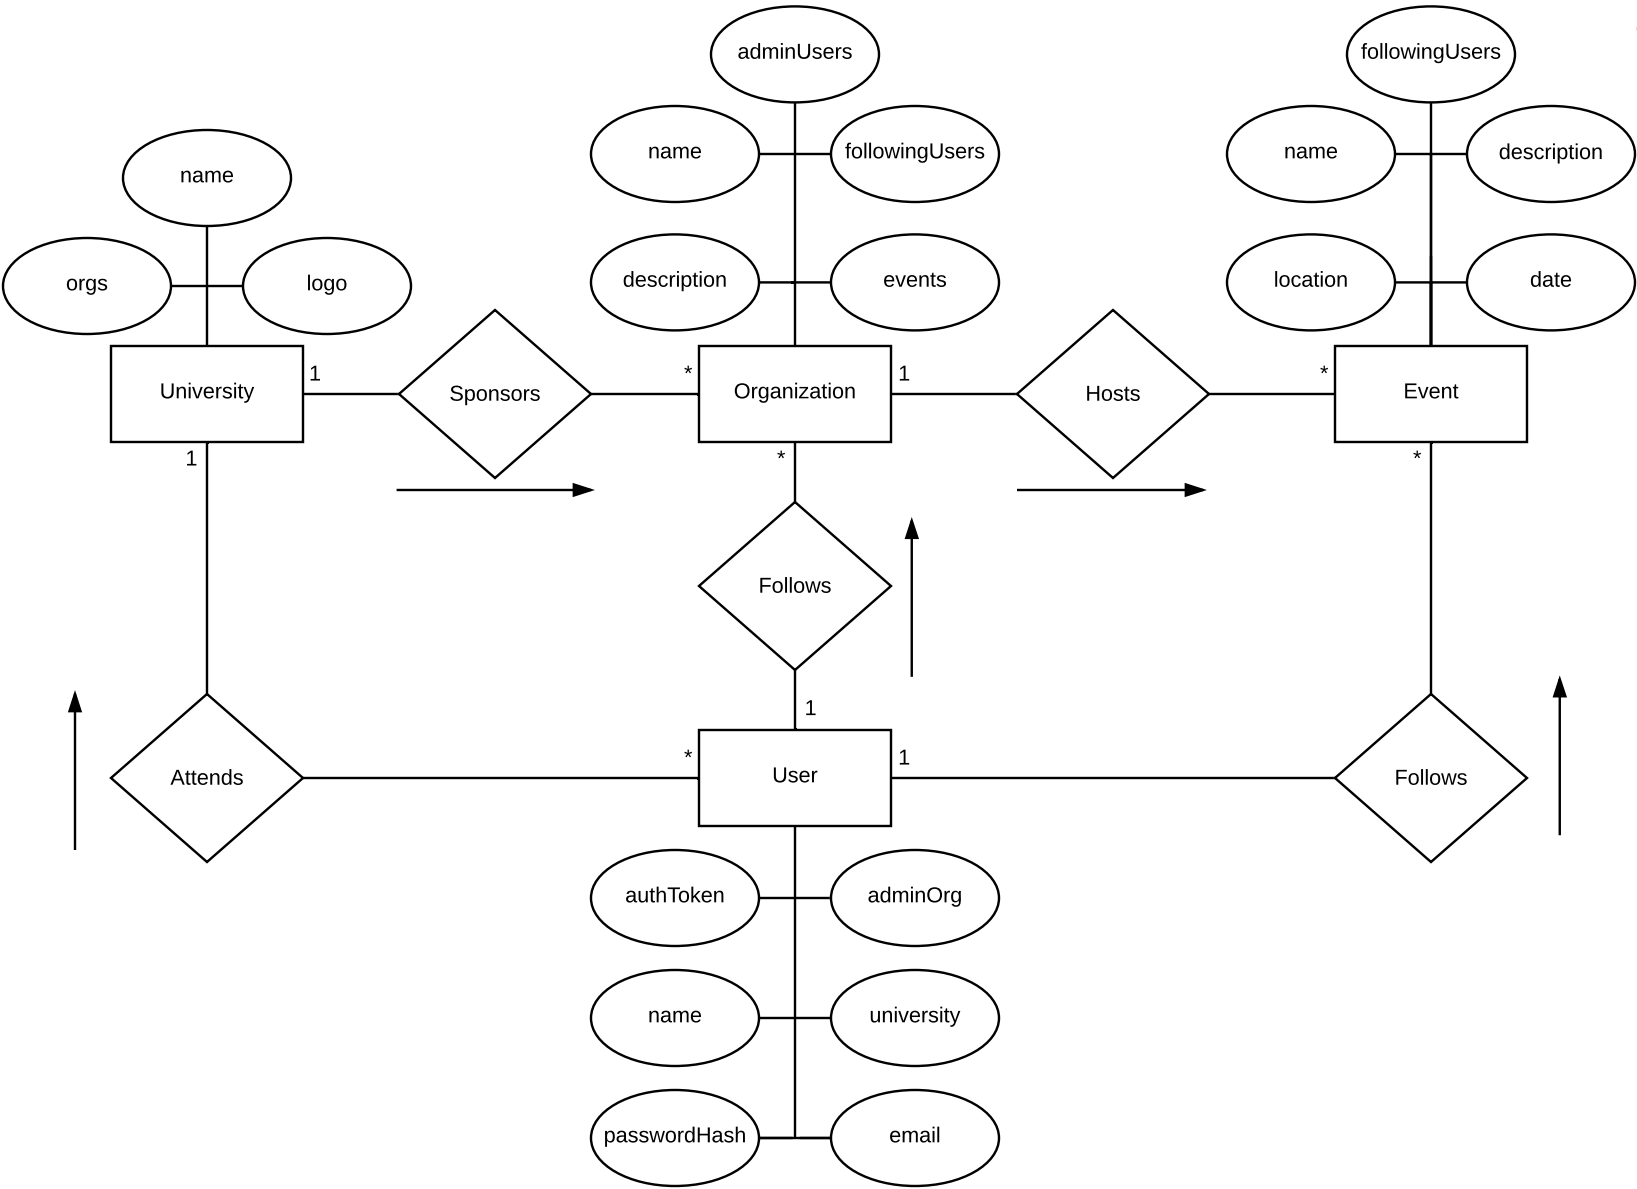 adminUsers
followingUsers
name
followingUsers
name
description
name
orgs
logo
description
events
location
date
University
1
Sponsors
*
Organization
1
Hosts
*
Event
1
*
*
Follows
1
Attends
*
User
1
Follows
authToken
adminOrg
name
university
passwordHash
email